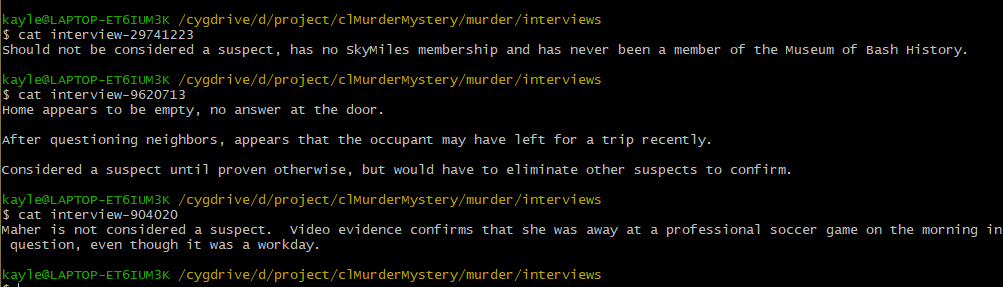 kayle@LAPTOP-ET6IUM3K /cygdrive/d/project/clMurderMystery/murder/interviews
$ cat interview-29741223
Should not be considered a suspect, has no SkyMiles membership and has never been a member of the Museum of Bash History.
kayle@LAPTOP-ET6IUM3K /cygdrive/d/project/clMurderMystery/murder/interviews
$ cat interview-9620713
Home appears to be empty, no answer at the door.
After questioning neighbors, appears that the occupant may have left for a trip recently.
Considered a suspect until proven otherwise, but would have to eliminate other suspects to confirm.
kayle@LAPTOP-ET6IUM3K /cygdrive/d/project/clMurderMystery/murder/interviews
$ cat interview-904020
Maher is not considered a suspect.  Video evidence confirms that she was away at a professional soccer game on the morning in
 question, even though it was a workday.
kayle@LAPTOP-ET6IUM3K /cygdrive/d/project/clMurderMystery/murder/interviews
$